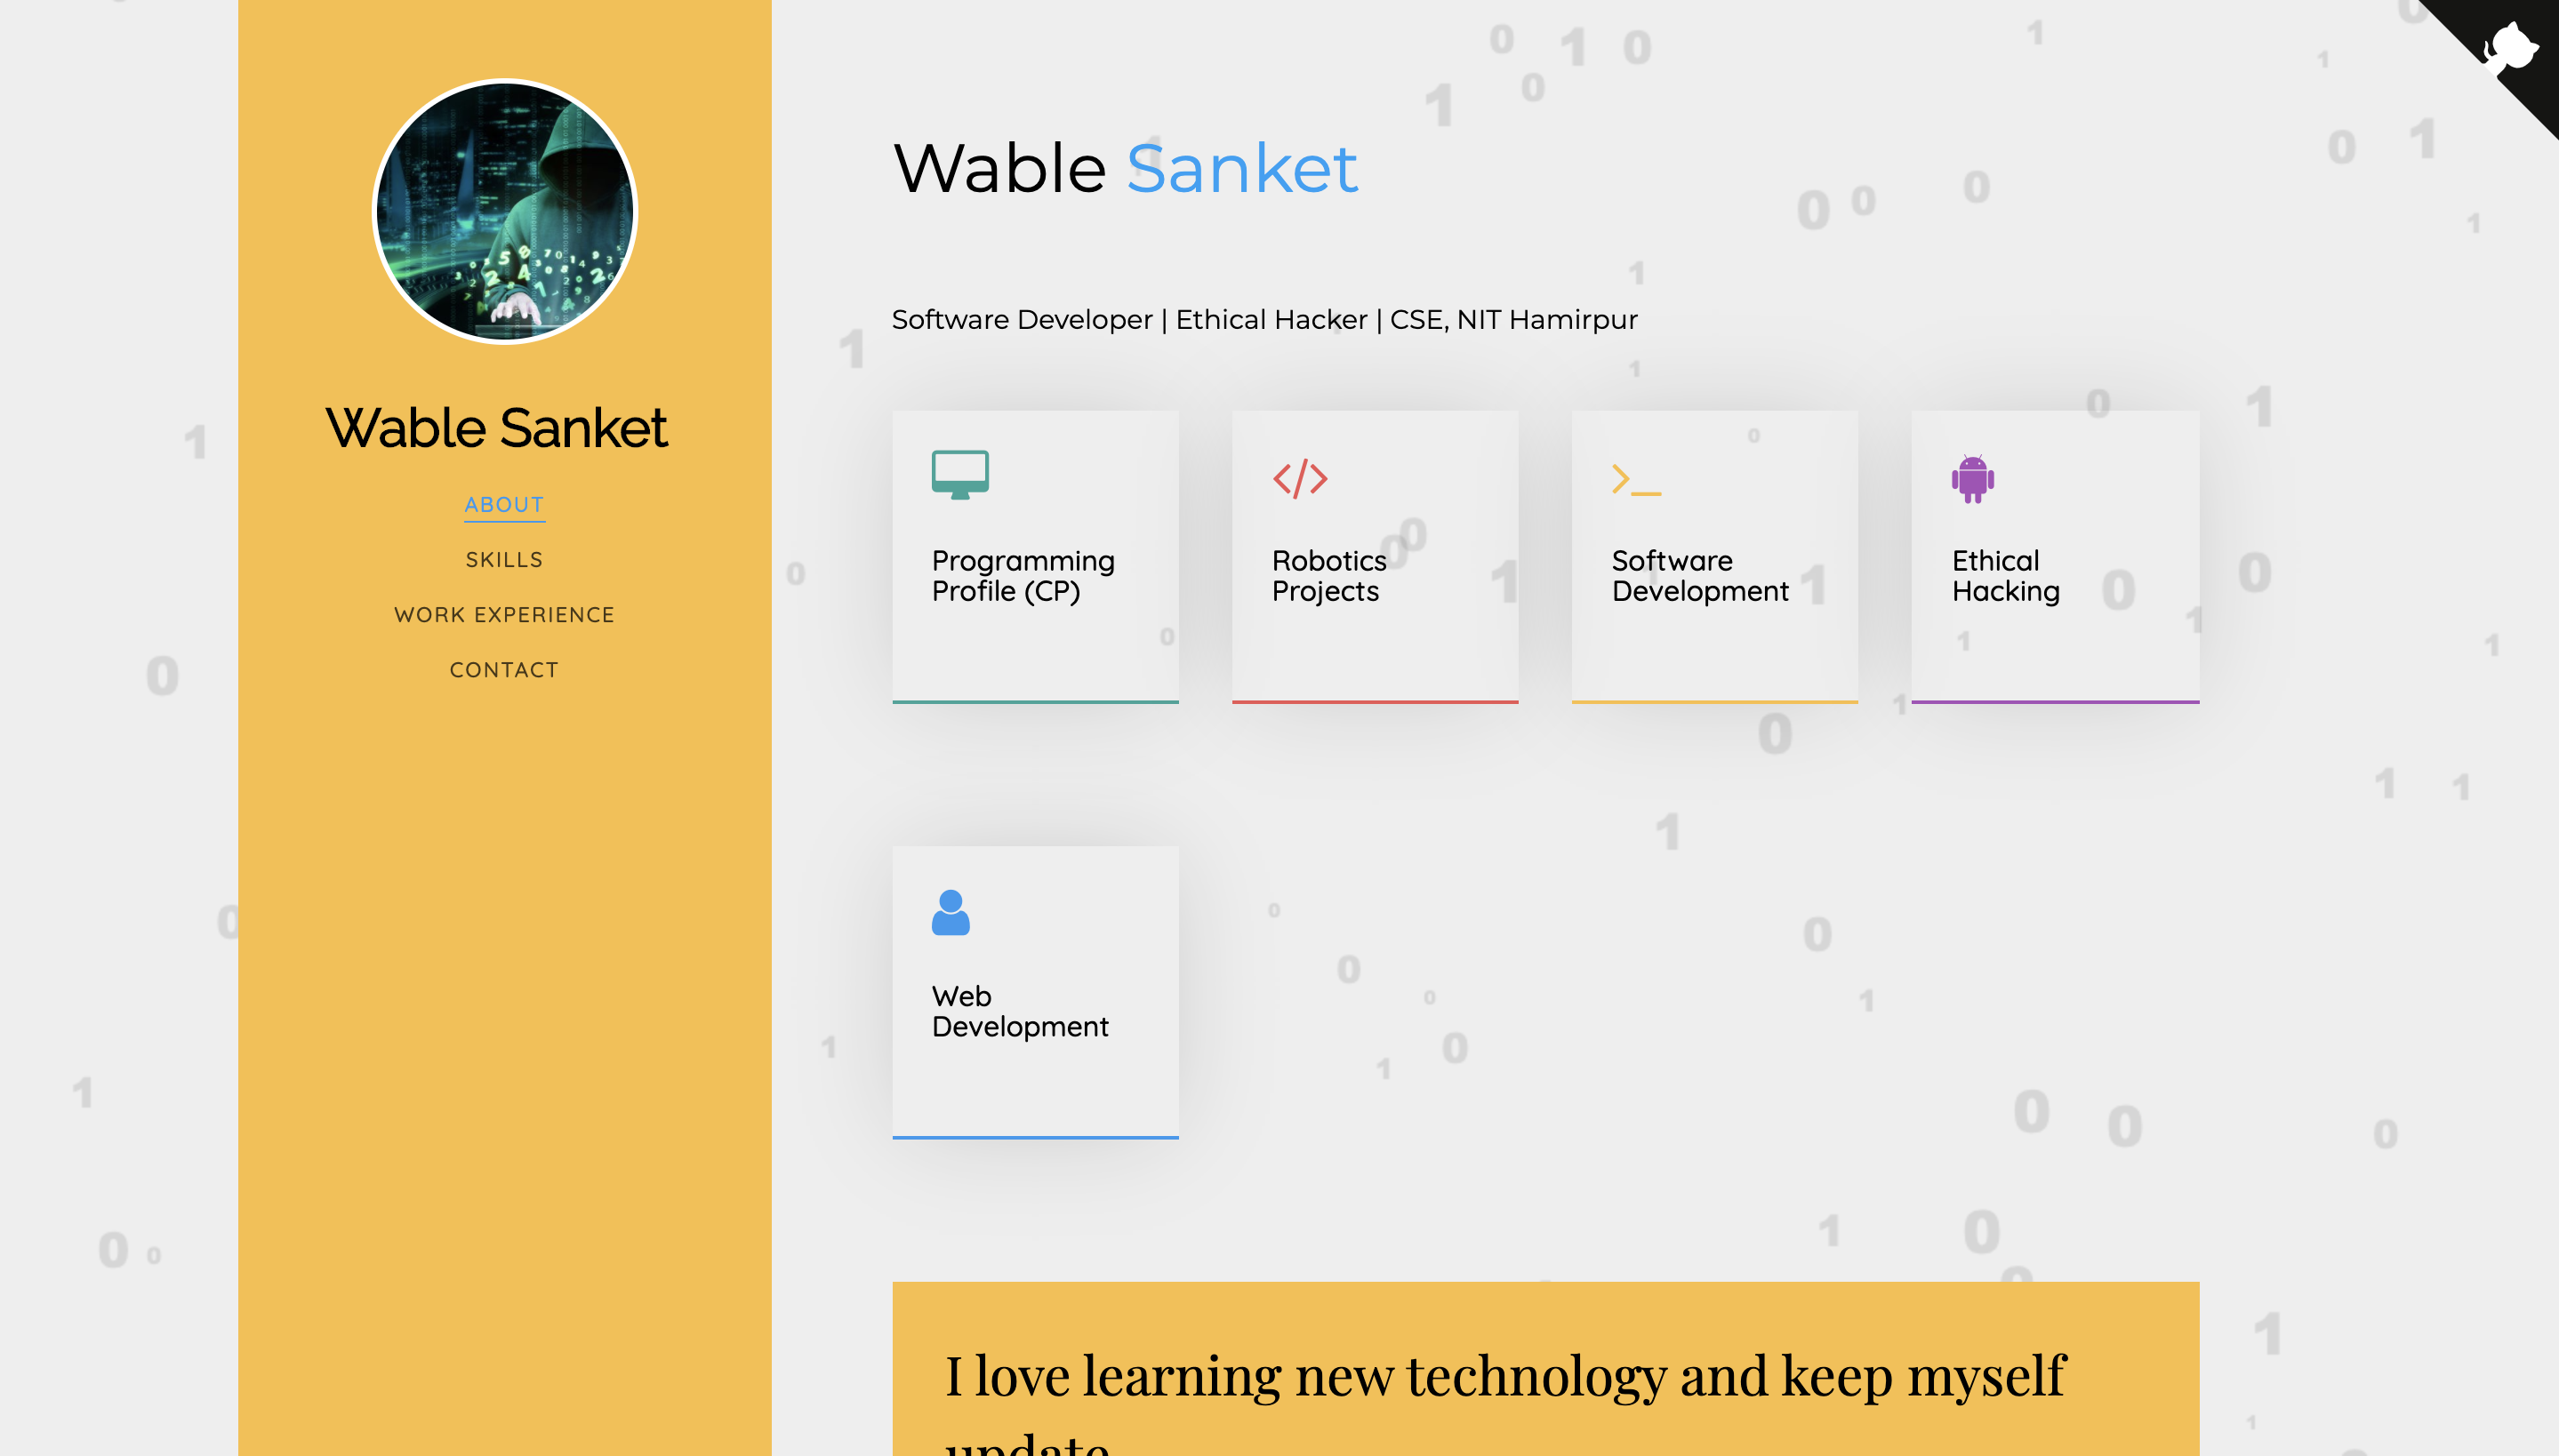 Wable Sanket
ABOUT
SKILLS
WORK EXPERIENCE
CONTACT
Wable Sanket
Software Developer | Ethical Hacker | CSE, NIT Hamirpur
Programming
Profile (CP)
Robotics
Projects
Software
Development
Ethical
Hacking
Web
Development
I love learning new technology and keep myself
update